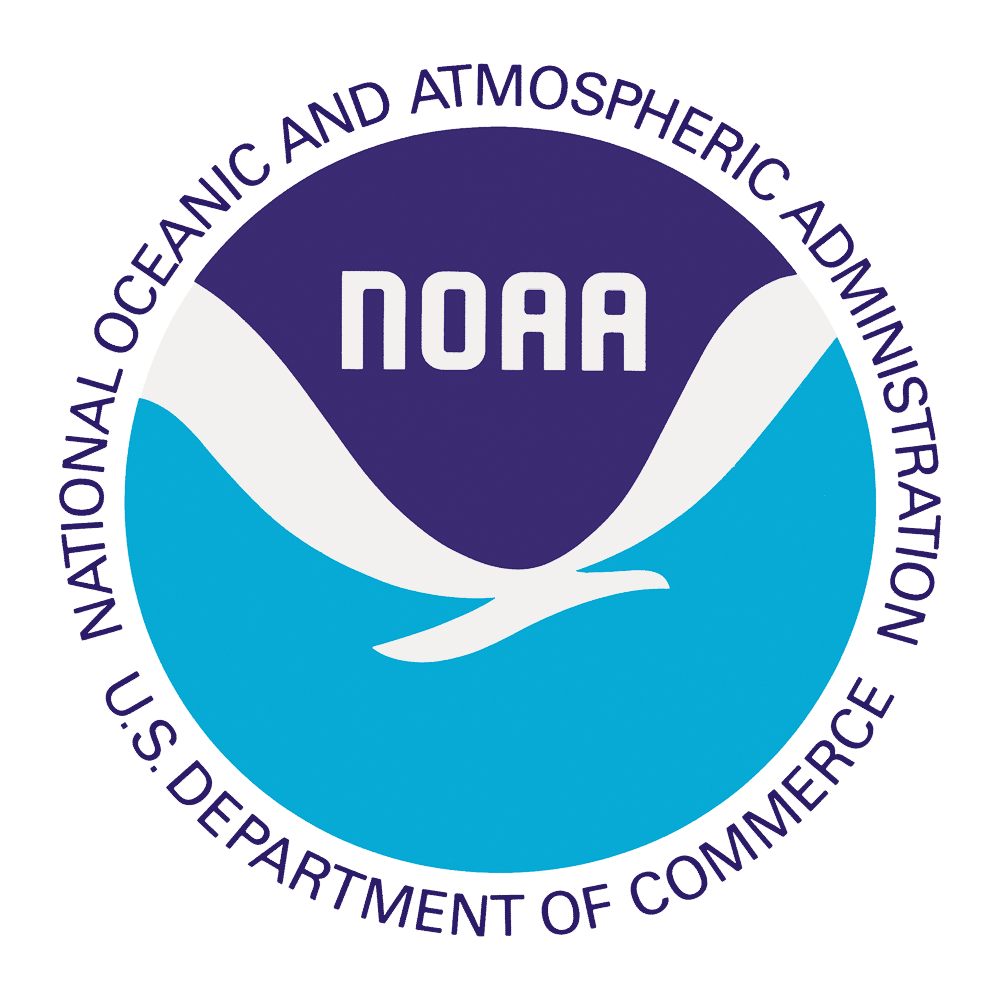 NATIONAL OCEANIC AND ATMOSPHERIC ADMINISTRATION
NOAA
U.S. DEPARTMENT OF COMMERCE